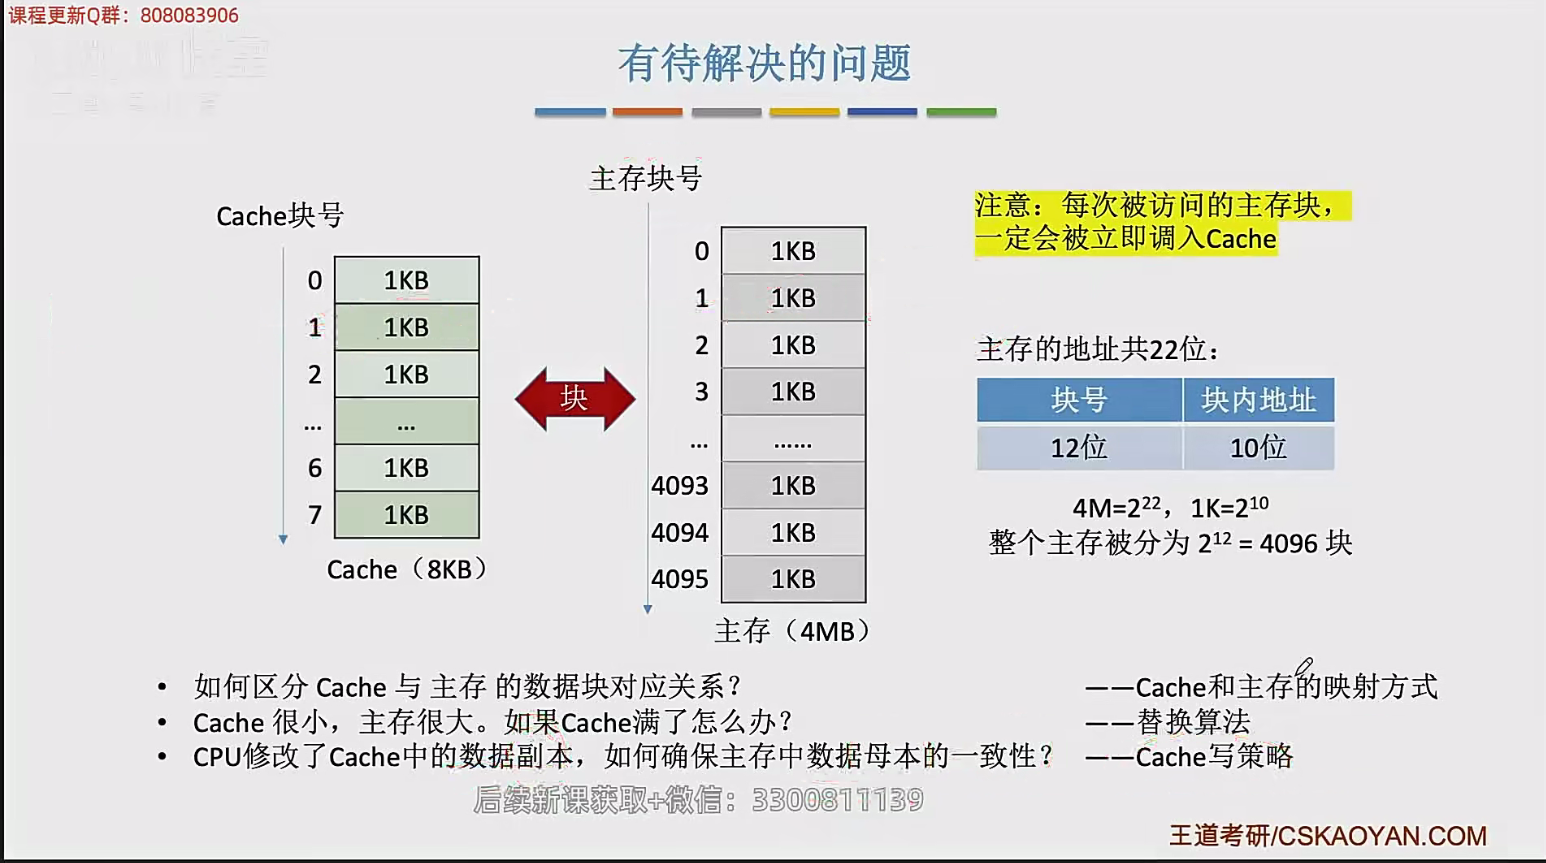 课程更新Q群：808083906
有待解决的问题
主存块号
Cache块号
0 1KB
1 1KB
2 1KB
... ...
6 1KB
7 1KB
Cache（8KB）
块
0 1KB
1 1KB
2 1KB
3 1KB
... ......
4093 1KB
4094 1KB
4095 1KB
主存（4MB）
注意：每次被访问的主存块，
一定会被立即调入Cache
主存的地址共22位：
块号 块内地址
12位 10位
4M=2²²，1K=2¹⁰
整个主存被分为 2¹² = 4096 块
• 如何区分 Cache 与 主存 的数据块对应关系？ ——Cache和主存的映射方式
• Cache 很小，主存很大。如果Cache满了怎么办？ ——替换算法
• CPU修改了Cache中的数据副本，如何确保主存中数据母本的一致性？ ——Cache写策略
后续新课获取+微信：3300811139
王道考研/CSKAOYAN.COM